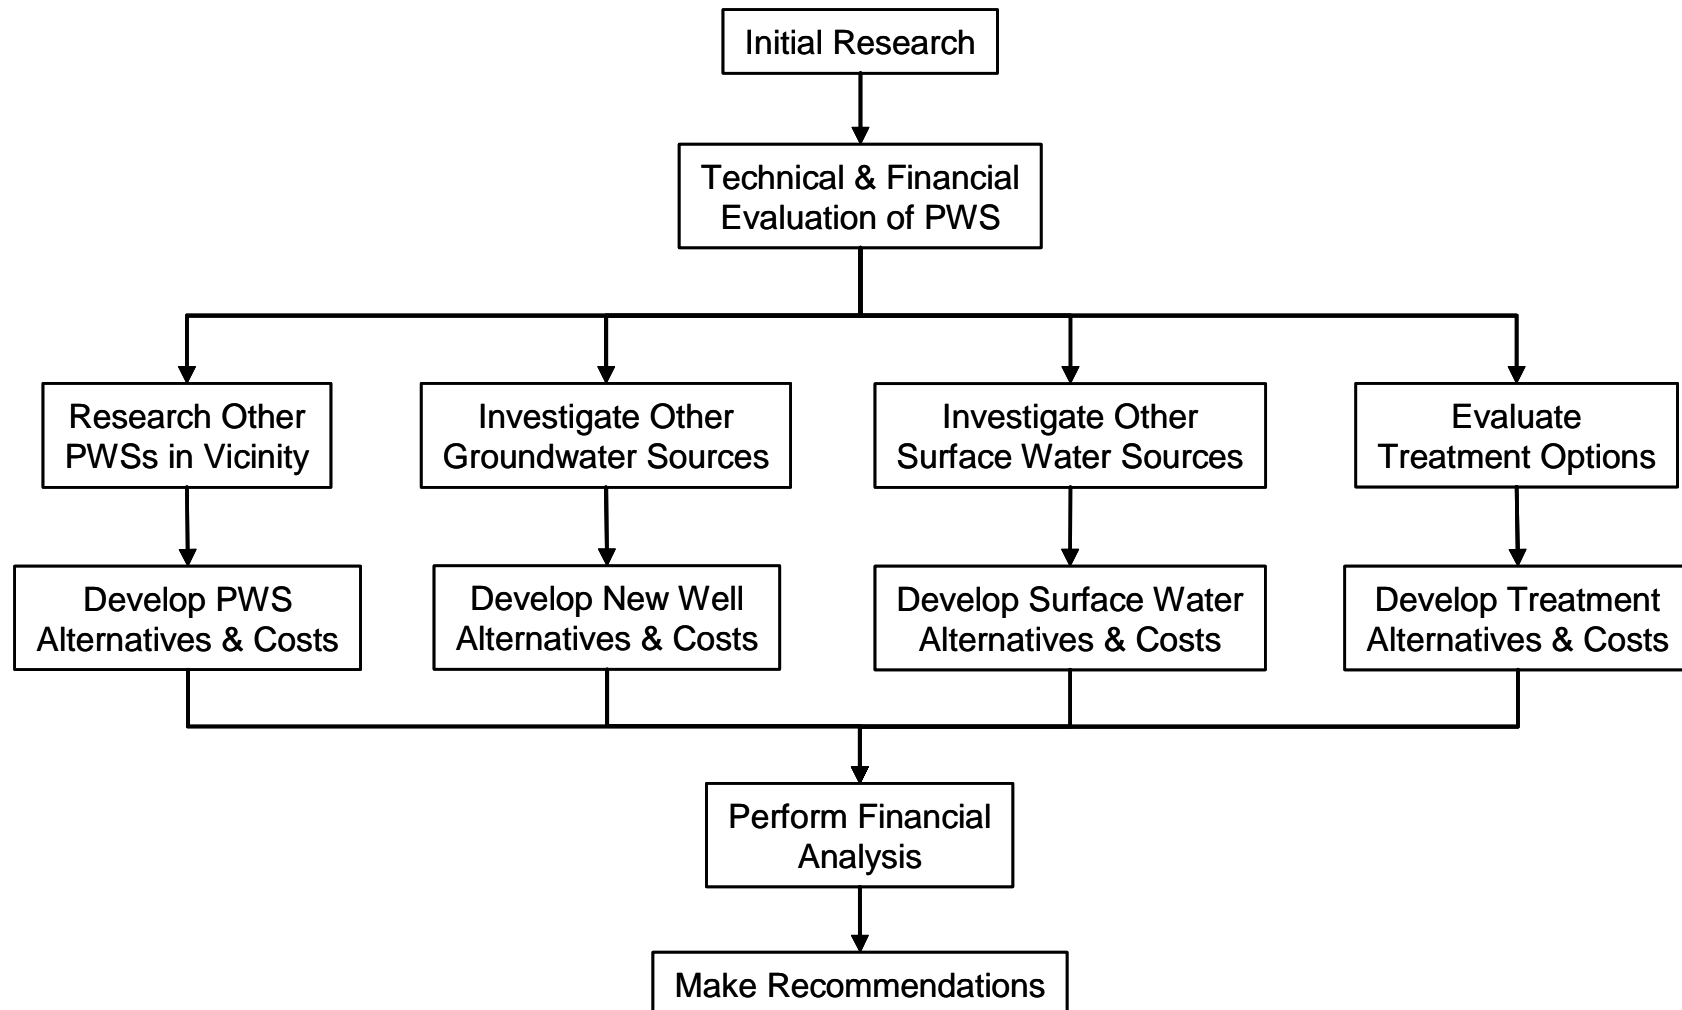 Initial Research
Technical & Financial
Evaluation of PWS
Research Other
PWSs in Vicinity
Investigate Other
Groundwater Sources
Investigate Other
Surface Water Sources
Evaluate
Treatment Options
Develop PWS
Alternatives & Costs
Develop New Well
Alternatives & Costs
Develop Surface Water
Alternatives & Costs
Develop Treatment
Alternatives & Costs
Perform Financial
Analysis
Make Recommendations